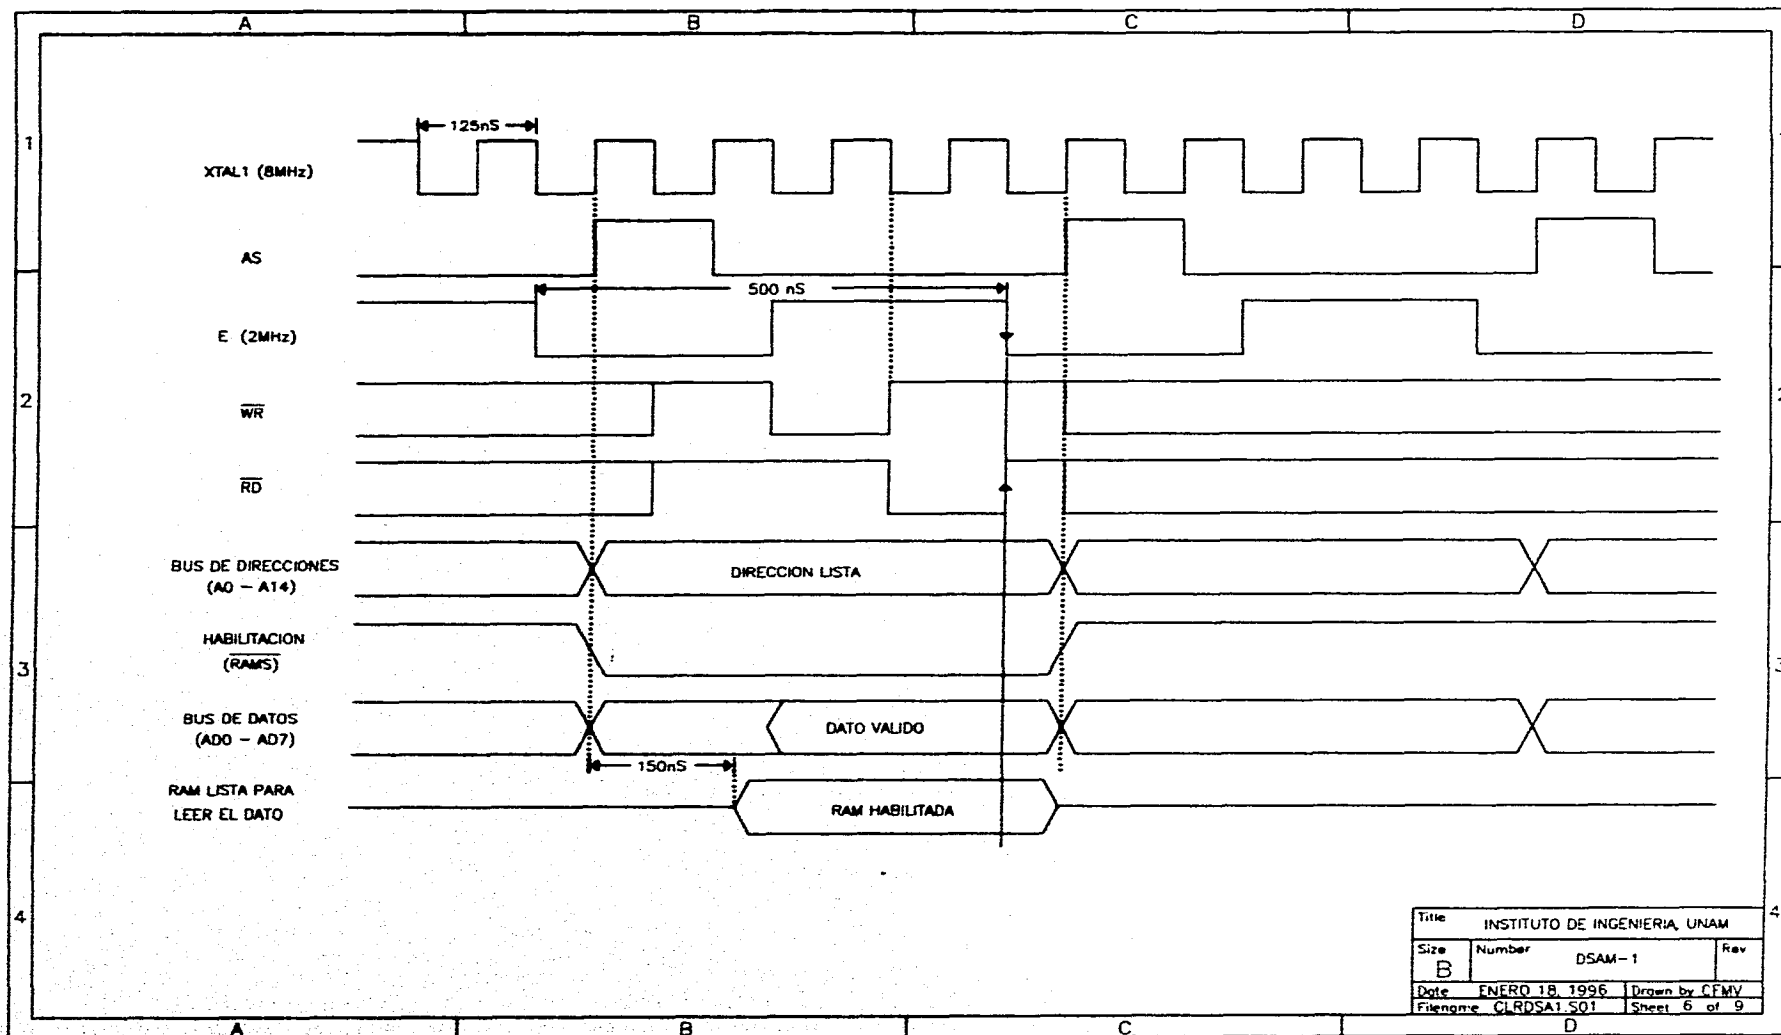 A B C D
1
125nS
XTAL1 (8MHz)
AS
500 nS
E (2MHz)
2 2
WR
RD
BUS DE DIRECCIONES
(A0 - A14)
DIRECCION LISTA
HABILITACION
(RAMS)
3 3
BUS DE DATOS
(AD0 - AD7)
DATO VALIDO
150nS
RAM LISTA PARA
LEER EL DATO
RAM HABILITADA
4 4
Title INSTITUTO DE INGENIERIA, UNAM
Size B Number DSAM-1 Rev
Date ENERO 18, 1996 Drawn by CFMV
Filename CLRDSA1.S01 Sheet 6 of 9
A B C D